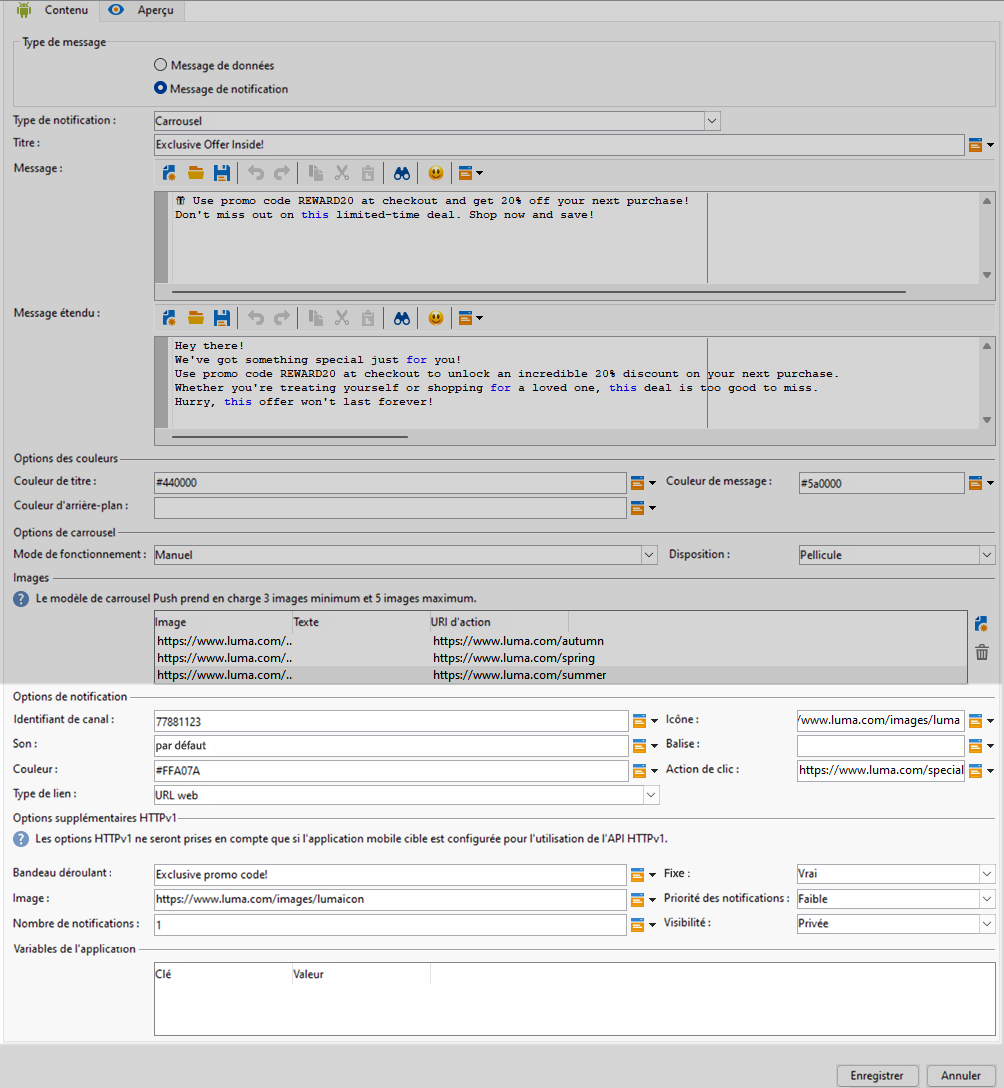 Contenu Aperçu
Type de message
Message de données
Message de notification
Type de notification : Carrousel
Titre : Exclusive Offer Inside!
Message :
Use promo code REWARD20 at checkout and get 20% off your next purchase!
Don't miss out on this limited-time deal. Shop now and save!
Message étendu :
Hey there!
We've got something special just for you!
Use promo code REWARD20 at checkout to unlock an incredible 20% discount on your next purchase.
Whether you're treating yourself or shopping for a loved one, this deal is too good to miss.
Hurry, this offer won't last forever!
Options des couleurs
Couleur de titre : #440000 Couleur de message : #5a0000
Couleur d'arrière-plan :
Options de carrousel
Mode de fonctionnement : Manuel Disposition : Pellicule
Images
Le modèle de carrousel Push prend en charge 3 images minimum et 5 images maximum.
Image Texte URI d'action
https://www.luma.com/.. https://www.luma.com/autumn
https://www.luma.com/.. https://www.luma.com/spring
https://www.luma.com/.. https://www.luma.com/summer
Options de notification
Identifiant de canal : 77881123 Icône : /www.luma.com/images/luma
Son : par défaut Balise :
Couleur : #FFA07A Action de clic : https://www.luma.com/special
Type de lien : URL web
Options supplémentaires HTTPv1
Les options HTTPv1 ne seront prises en compte que si l'application mobile cible est configurée pour l'utilisation de l'API HTTPv1.
Bandeau déroulant : Exclusive promo code! Fixe : Vrai
Image : https://www.luma.com/images/lumaicon Priorité des notifications : Faible
Nombre de notifications : 1 Visibilité : Privée
Variables de l'application
Clé Valeur
Enregistrer Annuler